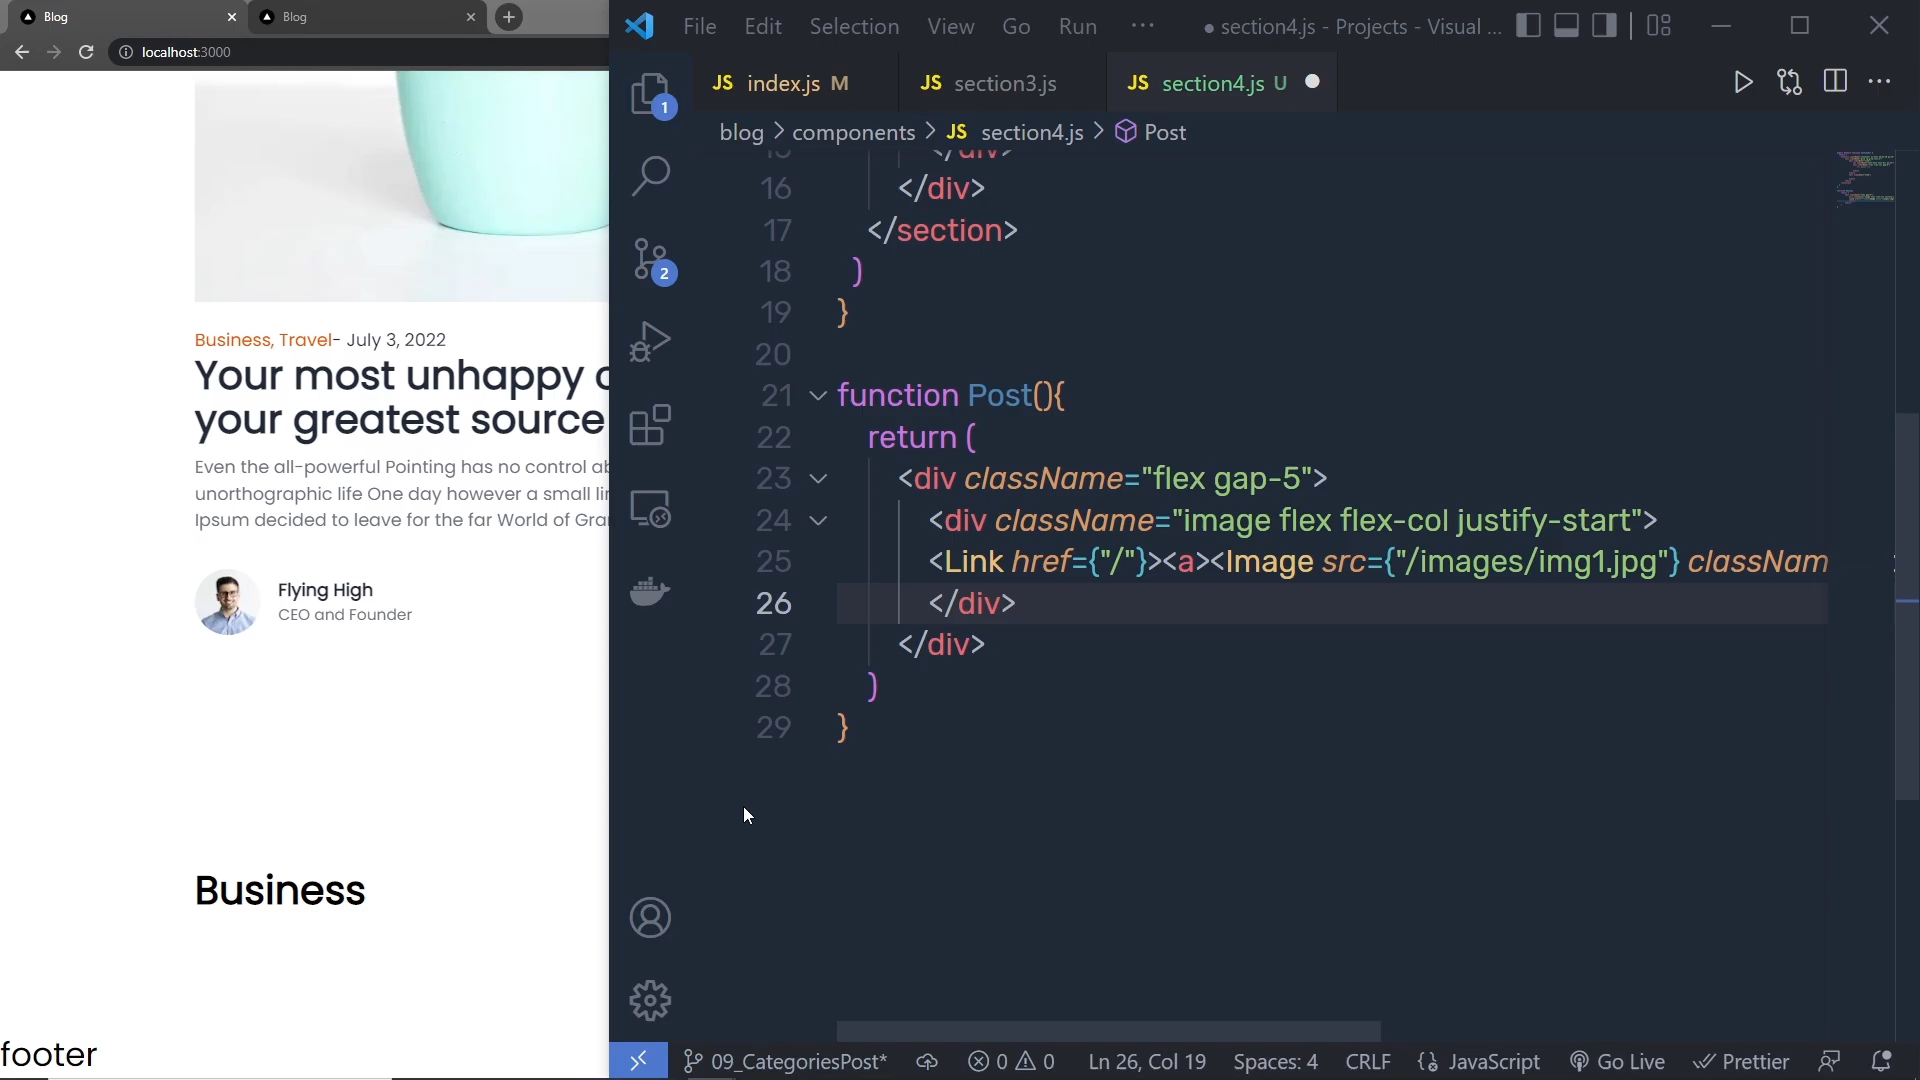 Blog
Blog
localhost:3000
Business, Travel- July 3, 2022
Your most unhappy
your greatest source
Even the all-powerful Pointing has no control
unorthographic life One day however a small
Ipsum decided to leave for the far World of
Flying High
CEO and Founder
Business
footer
File Edit Selection View Go Run ··· ● section4.js - Projects - Visual ...
JS index.js M JS section3.js JS section4.js U ●
blog > components > JS section4.js > Post
1
2
</div>
16 </div>
17 </section>
18 )
19 }
20
21 function Post(){
22 return (
23 <div className="flex gap-5">
24 <div className="image flex flex-col justify-start">
25 <Link href={"/"}><a><Image src={"/images/img1.jpg"} classNam
26 </div>
27 </div>
28 )
29 }
09_CategoriesPost* 0 0 Ln 26, Col 19 Spaces: 4 CRLF {} JavaScript Go Live Prettier